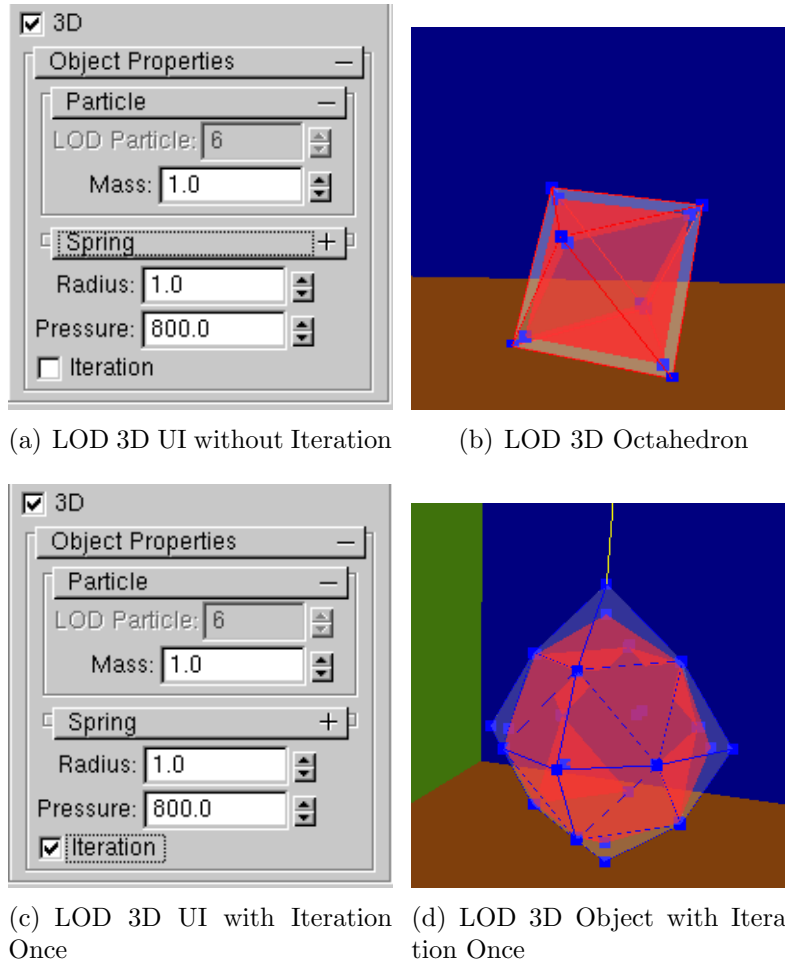 3D
Object Properties
Particle
LOD Particle: 6
Mass: 1.0
Spring
Radius: 1.0
Pressure: 800.0
Iteration
(a) LOD 3D UI without Iteration
(b) LOD 3D Octahedron
3D
Object Properties
Particle
LOD Particle: 6
Mass: 1.0
Spring
Radius: 1.0
Pressure: 800.0
Iteration
(c) LOD 3D UI with Iteration
Once
(d) LOD 3D Object with Itera
tion Once